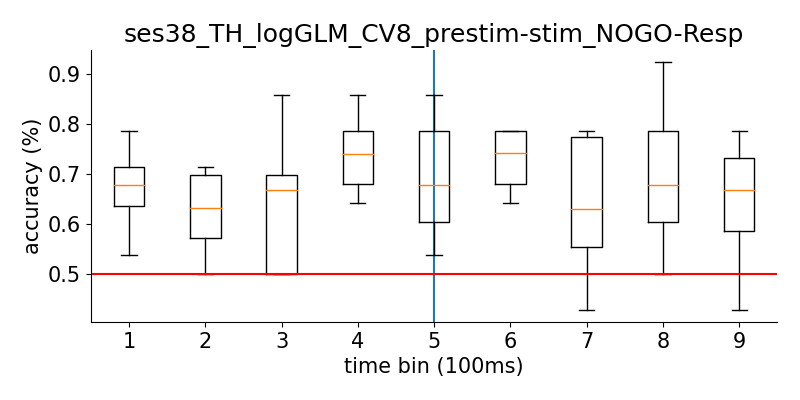 ses38_TH_logGLM_CV8_prestim-stim_NOGO-Resp
accuracy (%)
0.9
0.8
0.7
0.6
0.5
1 2 3 4 5 6 7 8 9
time bin (100ms)